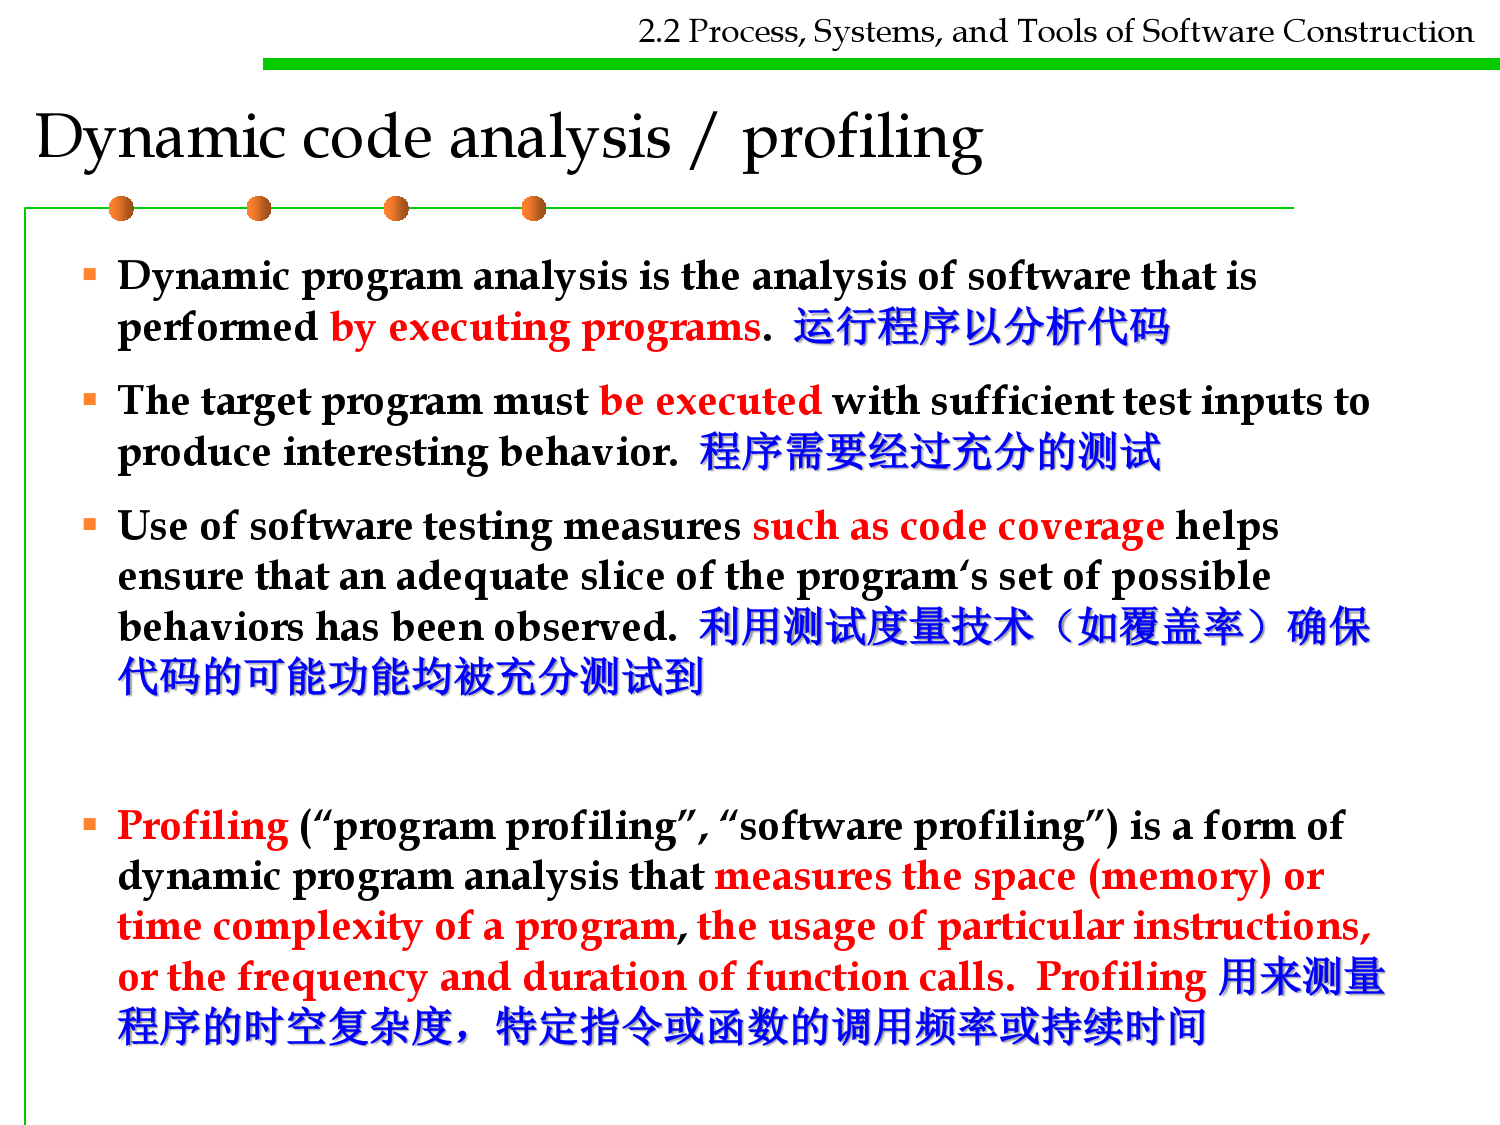 2.2 Process, Systems, and Tools of Software Construction
Dynamic code analysis / profiling
Dynamic program analysis is the analysis of software that is
performed by executing programs. 运行程序以分析代码
The target program must be executed with sufficient test inputs to
produce interesting behavior. 程序需要经过充分的测试
Use of software testing measures such as code coverage helps
ensure that an adequate slice of the program‘s set of possible
behaviors has been observed. 利用测试度量技术（如覆盖率）确保
代码的可能功能均被充分测试到
Profiling (“program profiling”, “software profiling”) is a form of
dynamic program analysis that measures the space (memory) or
time complexity of a program, the usage of particular instructions,
or the frequency and duration of function calls. Profiling 用来测量
程序的时空复杂度，特定指令或函数的调用频率或持续时间